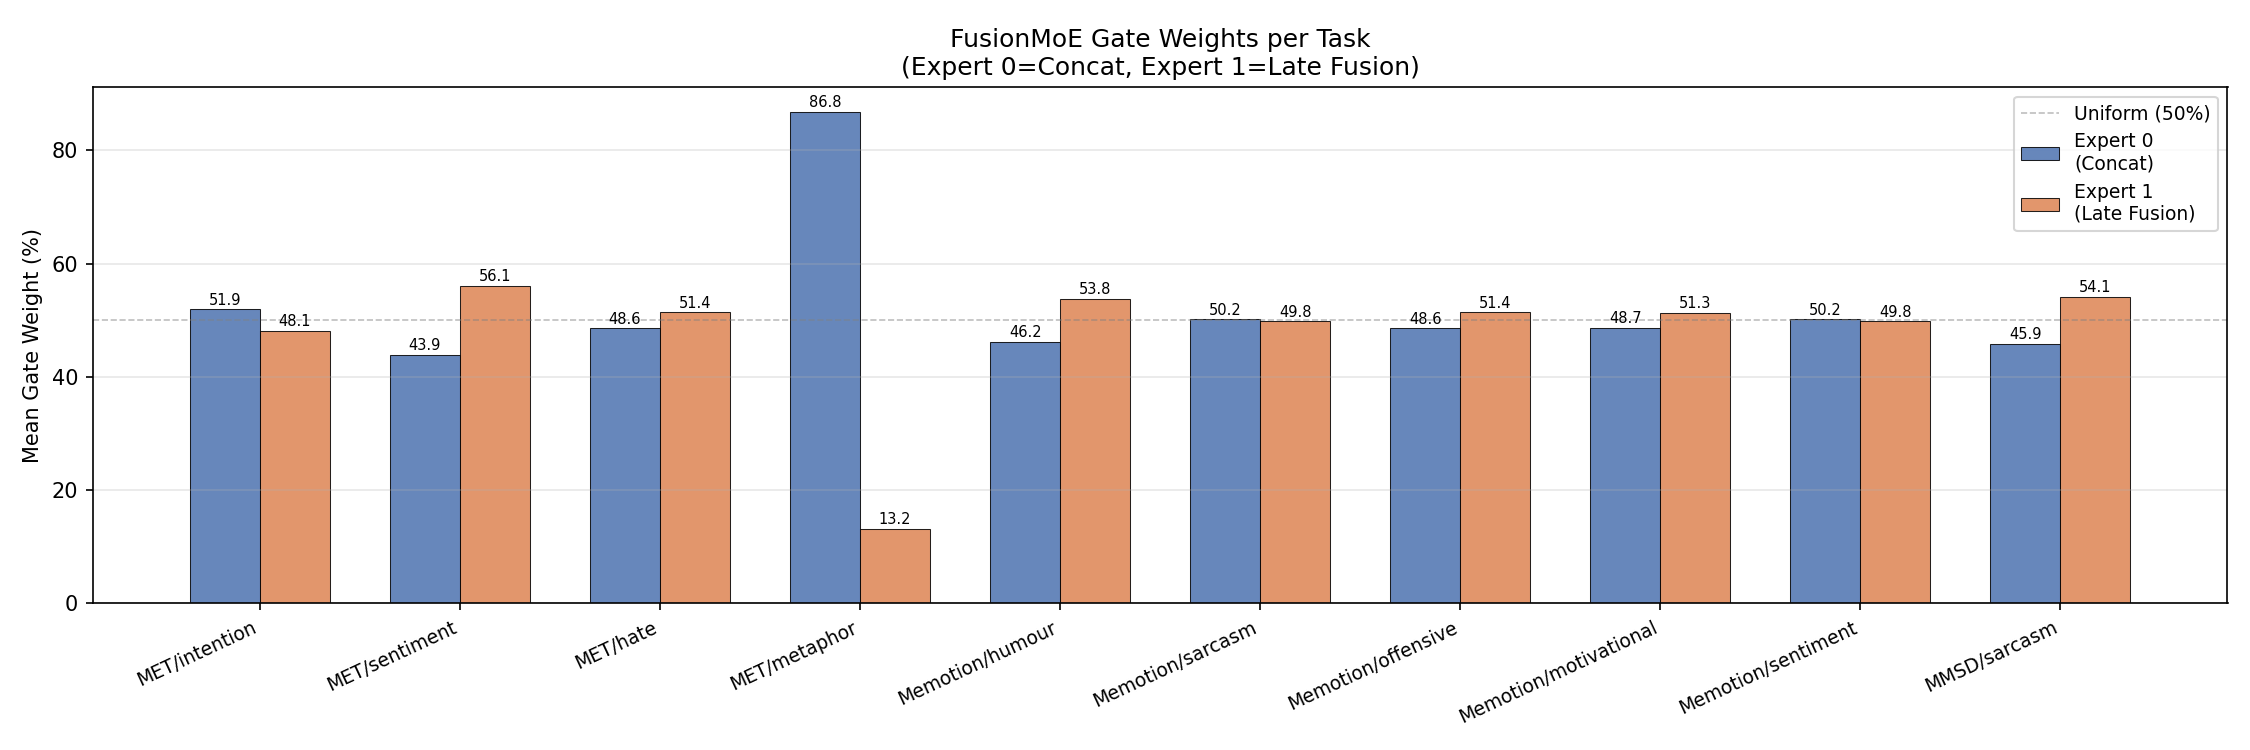 FusionMoE Gate Weights per Task
(Expert 0=Concat, Expert 1=Late Fusion)
Mean Gate Weight (%)
80
60
40
20
0
51.9
48.1
43.9
56.1
48.6
51.4
86.8
13.2
46.2
53.8
50.2
49.8
48.6
51.4
48.7
51.3
50.2
49.8
45.9
54.1
Uniform (50%)
Expert 0
(Concat)
Expert 1
(Late Fusion)
MET/intention
MET/sentiment
MET/hate
MET/metaphor
Memotion/humour
Memotion/sarcasm
Memotion/offensive
Memotion/motivational
Memotion/sentiment
MMSD/sarcasm